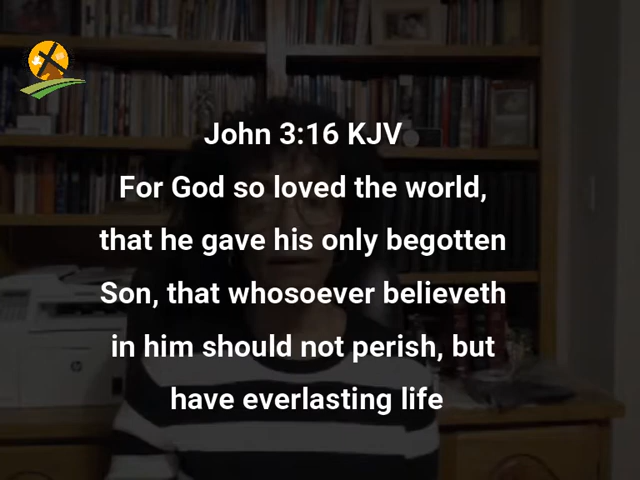 John 3:16 KJV
For God so loved the world,
that he gave his only begotten
Son, that whosoever believeth
in him should not perish, but
have everlasting life
hp